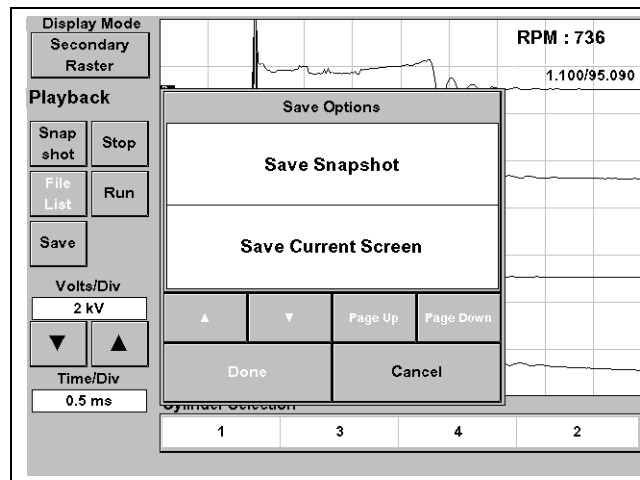 Display Mode
Secondary
Raster
Playback
Snap
shot
Stop
File
List
Run
Save
Volts/Div
2 kV
▼ ▲
Time/Div
0.5 ms
RPM : 736
1.100/95.090
Save Options
Save Snapshot
Save Current Screen
▲ ▼ Page Up Page Down
Done Cancel
Cylinder Selection
1 3 4 2